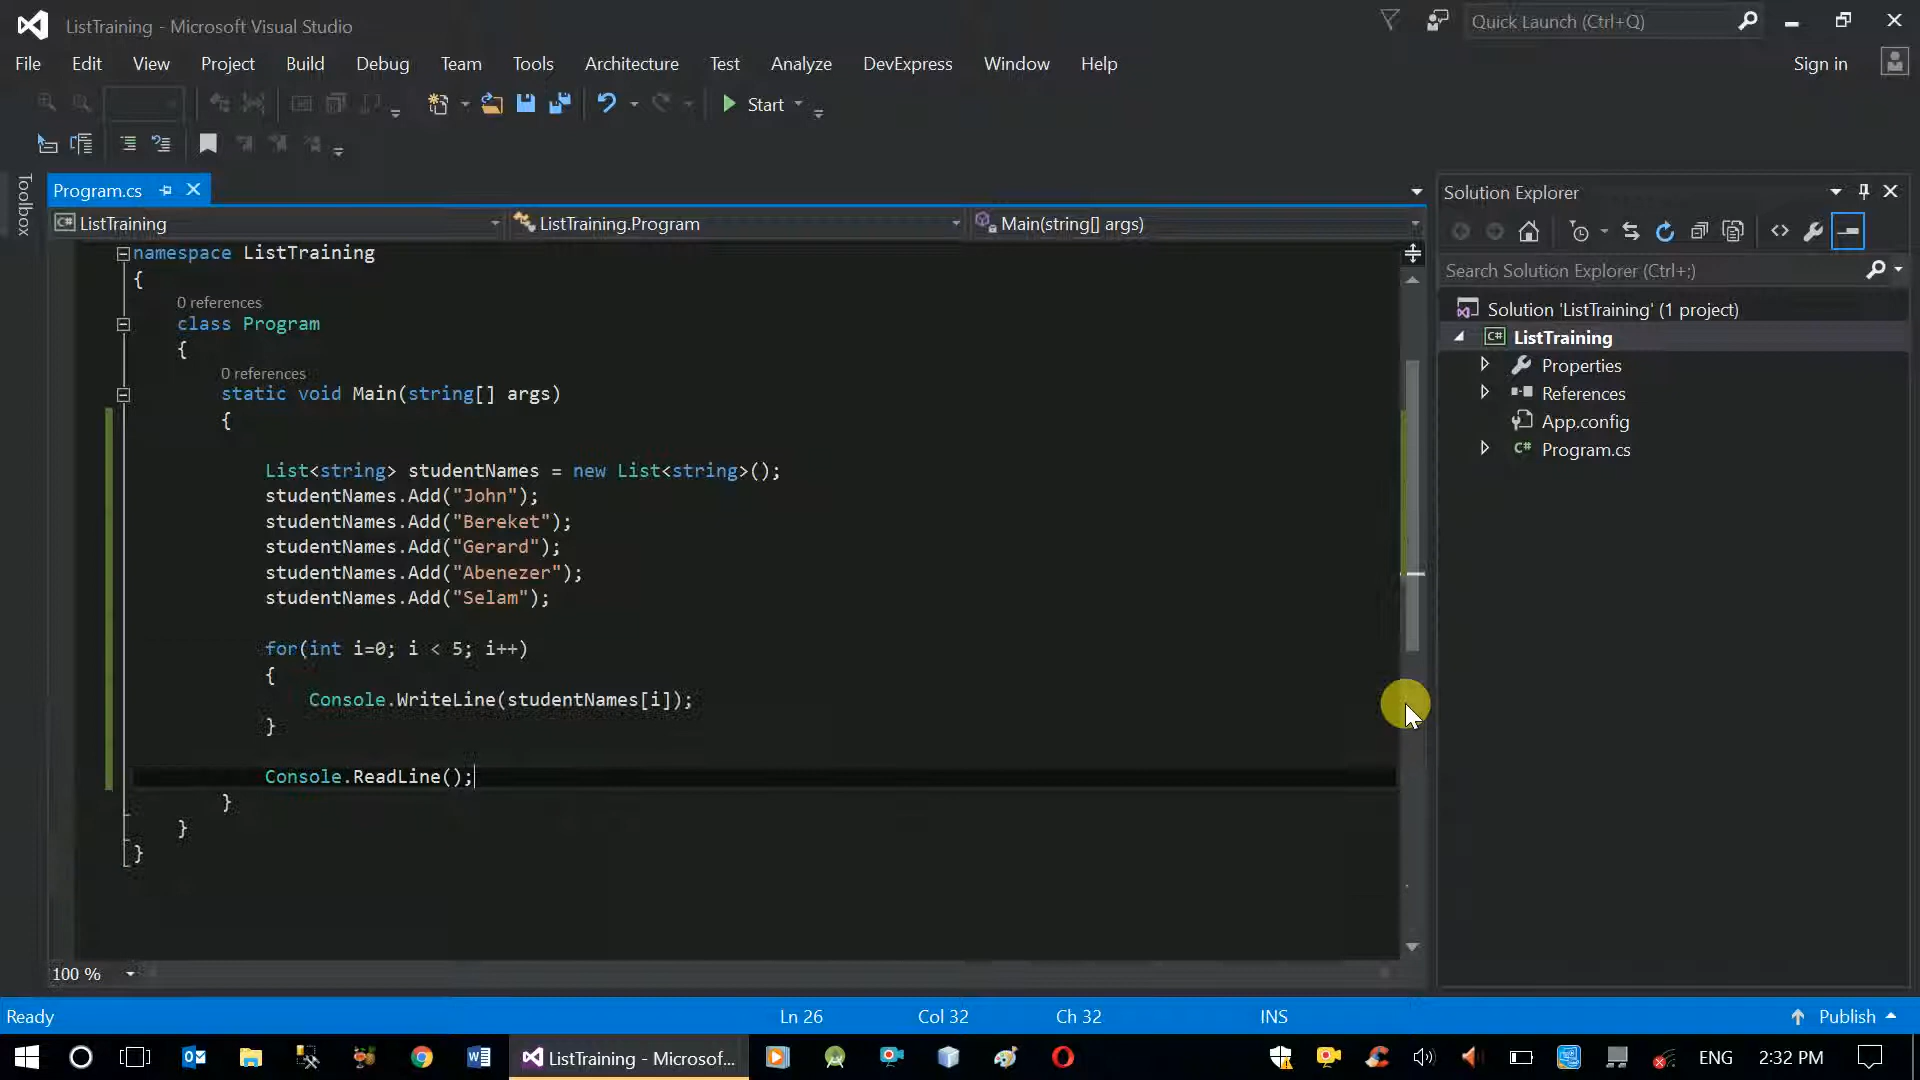 ListTraining - Microsoft Visual Studio
Quick Launch (Ctrl+Q)
File Edit View Project Build Debug Team Tools Architecture Test Analyze DevExpress Window Help
Sign in
Start
Toolbox
Program.cs
ListTraining
ListTraining.Program
Main(string[] args)
namespace ListTraining
{
0 references
class Program
{
0 references
static void Main(string[] args)
{
List<string> studentNames = new List<string>();
studentNames.Add("John");
studentNames.Add("Bereket");
studentNames.Add("Gerard");
studentNames.Add("Abenezer");
studentNames.Add("Selam");
for(int i=0; i < 5; i++)
{
Console.WriteLine(studentNames[i]);
}
Console.ReadLine();
}
}
}
100 %
Solution Explorer
Search Solution Explorer (Ctrl+;)
Solution 'ListTraining' (1 project)
C# ListTraining
Properties
References
App.config
C# Program.cs
Ready
Ln 26
Col 32
Ch 32
INS
Publish
ListTraining - Microsof...
ENG
2:32 PM